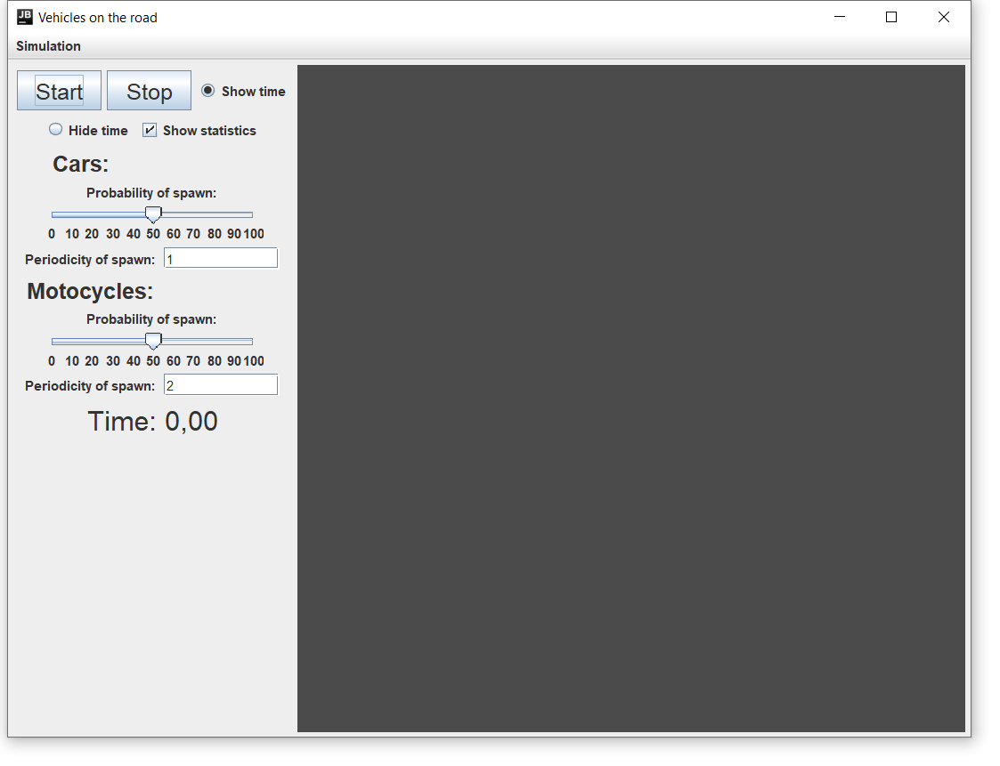 JB Vehicles on the road
Simulation
Start Stop Show time
Hide time Show statistics
Cars:
Probability of spawn:
0 10 20 30 40 50 60 70 80 90 100
Periodicity of spawn: 1
Motocycles:
Probability of spawn:
0 10 20 30 40 50 60 70 80 90 100
Periodicity of spawn: 2
Time: 0,00